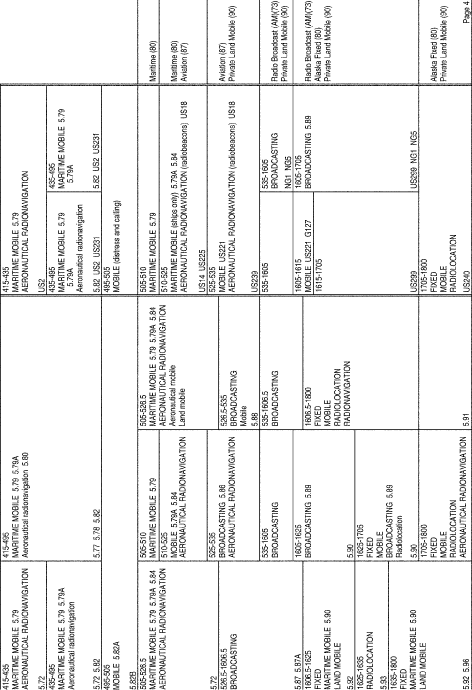 415-435
MARITIME MOBILE 5.79
AERONAUTICAL RADIONAVIGATION
5.72
435-495
MARITIME MOBILE 5.79 5.79A
Aeronautical radionavigation
5.72 5.82
495-505
MOBILE 5.82A
5.82B
505-526.5
MARITIME MOBILE 5.79 5.79A 5.84
AERONAUTICAL RADIONAVIGATION
5.72
526.5-1606.5
BROADCASTING
5.87 5.87A
1606.5-1625
FIXED
MARITIME MOBILE 5.90
LAND MOBILE
5.92
1625-1635
RADIOLOCATION
5.93
1635-1800
FIXED
MARITIME MOBILE 5.90
LAND MOBILE
5.92 5.96
415-495
MARITIME MOBILE 5.79 5.79A
Aeronautical radionavigation 5.80
5.77 5.78 5.82
505-510
MARITIME MOBILE 5.79
510-525
MOBILE 5.79A 5.84
AERONAUTICAL RADIONAVIGATION
525-535
BROADCASTING 5.86
AERONAUTICAL RADIONAVIGATION
535-1605
BROADCASTING
1605-1625
BROADCASTING 5.89
5.90
1625-1705
FIXED
MOBILE
BROADCASTING 5.89
Radiolocation
5.90
1705-1800
FIXED
MOBILE
RADIOLOCATION
AERONAUTICAL RADIONAVIGATION
505-526.5
MARITIME MOBILE 5.79 5.79A 5.84
AERONAUTICAL RADIONAVIGATION
Aeronautical mobile
Land mobile
526.5-535
BROADCASTING
Mobile
5.88
535-1606.5
BROADCASTING
1606.5-1800
FIXED
MOBILE
RADIOLOCATION
RADIONAVIGATION
5.91
415-435
MARITIME MOBILE 5.79
AERONAUTICAL RADIONAVIGATION
US2
435-495
MARITIME MOBILE 5.79
5.79A
Aeronautical radionavigation
5.82 US2 US231
435-495
MARITIME MOBILE 5.79
5.79A
5.82 US2 US231
495-505
MOBILE (distress and calling)
505-510
MARITIME MOBILE 5.79
510-525
MARITIME MOBILE (ships only) 5.79A 5.84
AERONAUTICAL RADIONAVIGATION (radiobeacons) US18
US14 US225
525-535
MOBILE US221
AERONAUTICAL RADIONAVIGATION (radiobeacons) US18
US239
535-1605
535-1605
BROADCASTING
NG1 NG5
1605-1615
MOBILE US221 G127
1615-1705
1605-1705
BROADCASTING 5.89
US299
US299 NG1 NG5
1705-1800
FIXED
MOBILE
RADIOLOCATION
US240
Maritime (80)
Maritime (80)
Aviation (87)
Aviation (87)
Private Land Mobile (90)
Radio Broadcast (AM)(73)
Private Land Mobile (90)
Radio Broadcast (AM)(73)
Alaska Fixed (80)
Private Land Mobile (90)
Alaska Fixed (80)
Private Land Mobile (90)
Page 4